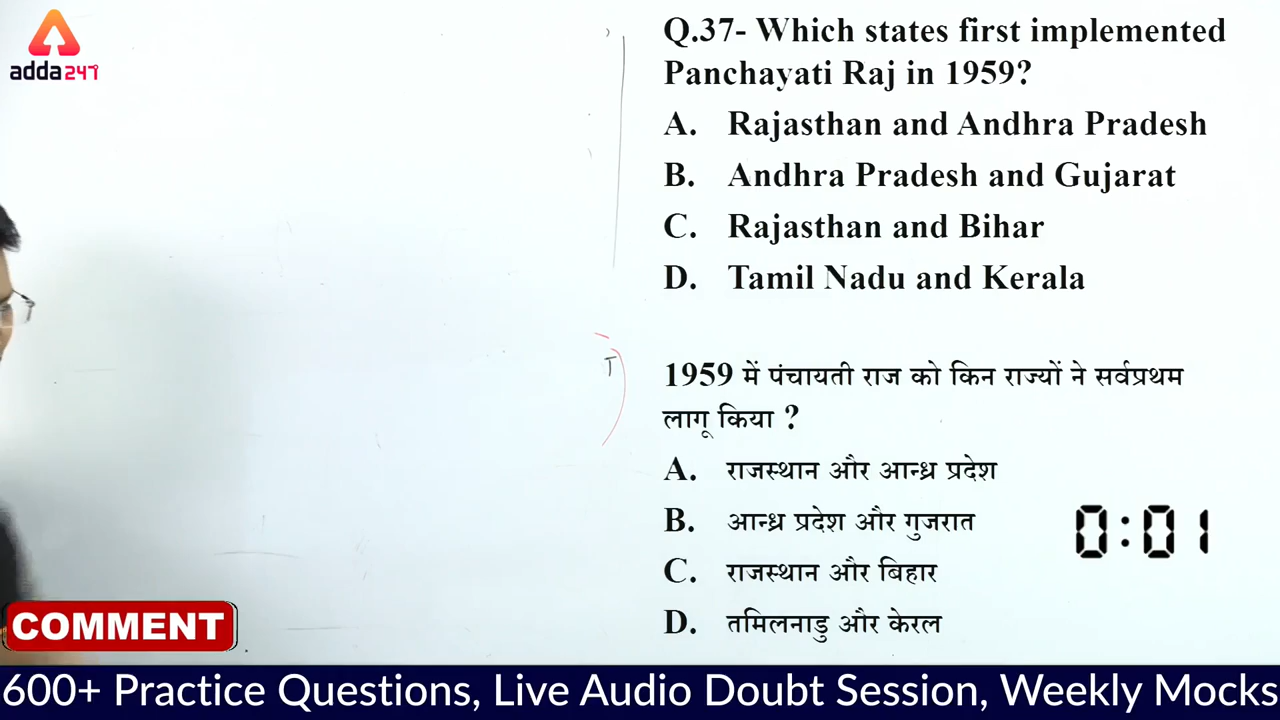 adda247
Q.37- Which states first implemented
Panchayati Raj in 1959?
A. Rajasthan and Andhra Pradesh
B. Andhra Pradesh and Gujarat
C. Rajasthan and Bihar
D. Tamil Nadu and Kerala
T
1959 में पंचायती राज को किन राज्यों ने सर्वप्रथम
लागू किया ?
A. राजस्थान और आन्ध्र प्रदेश
B. आन्ध्र प्रदेश और गुजरात
C. राजस्थान और बिहार
D. तमिलनाडु और केरल
0:01
COMMENT
600+ Practice Questions, Live Audio Doubt Session, Weekly Mocks